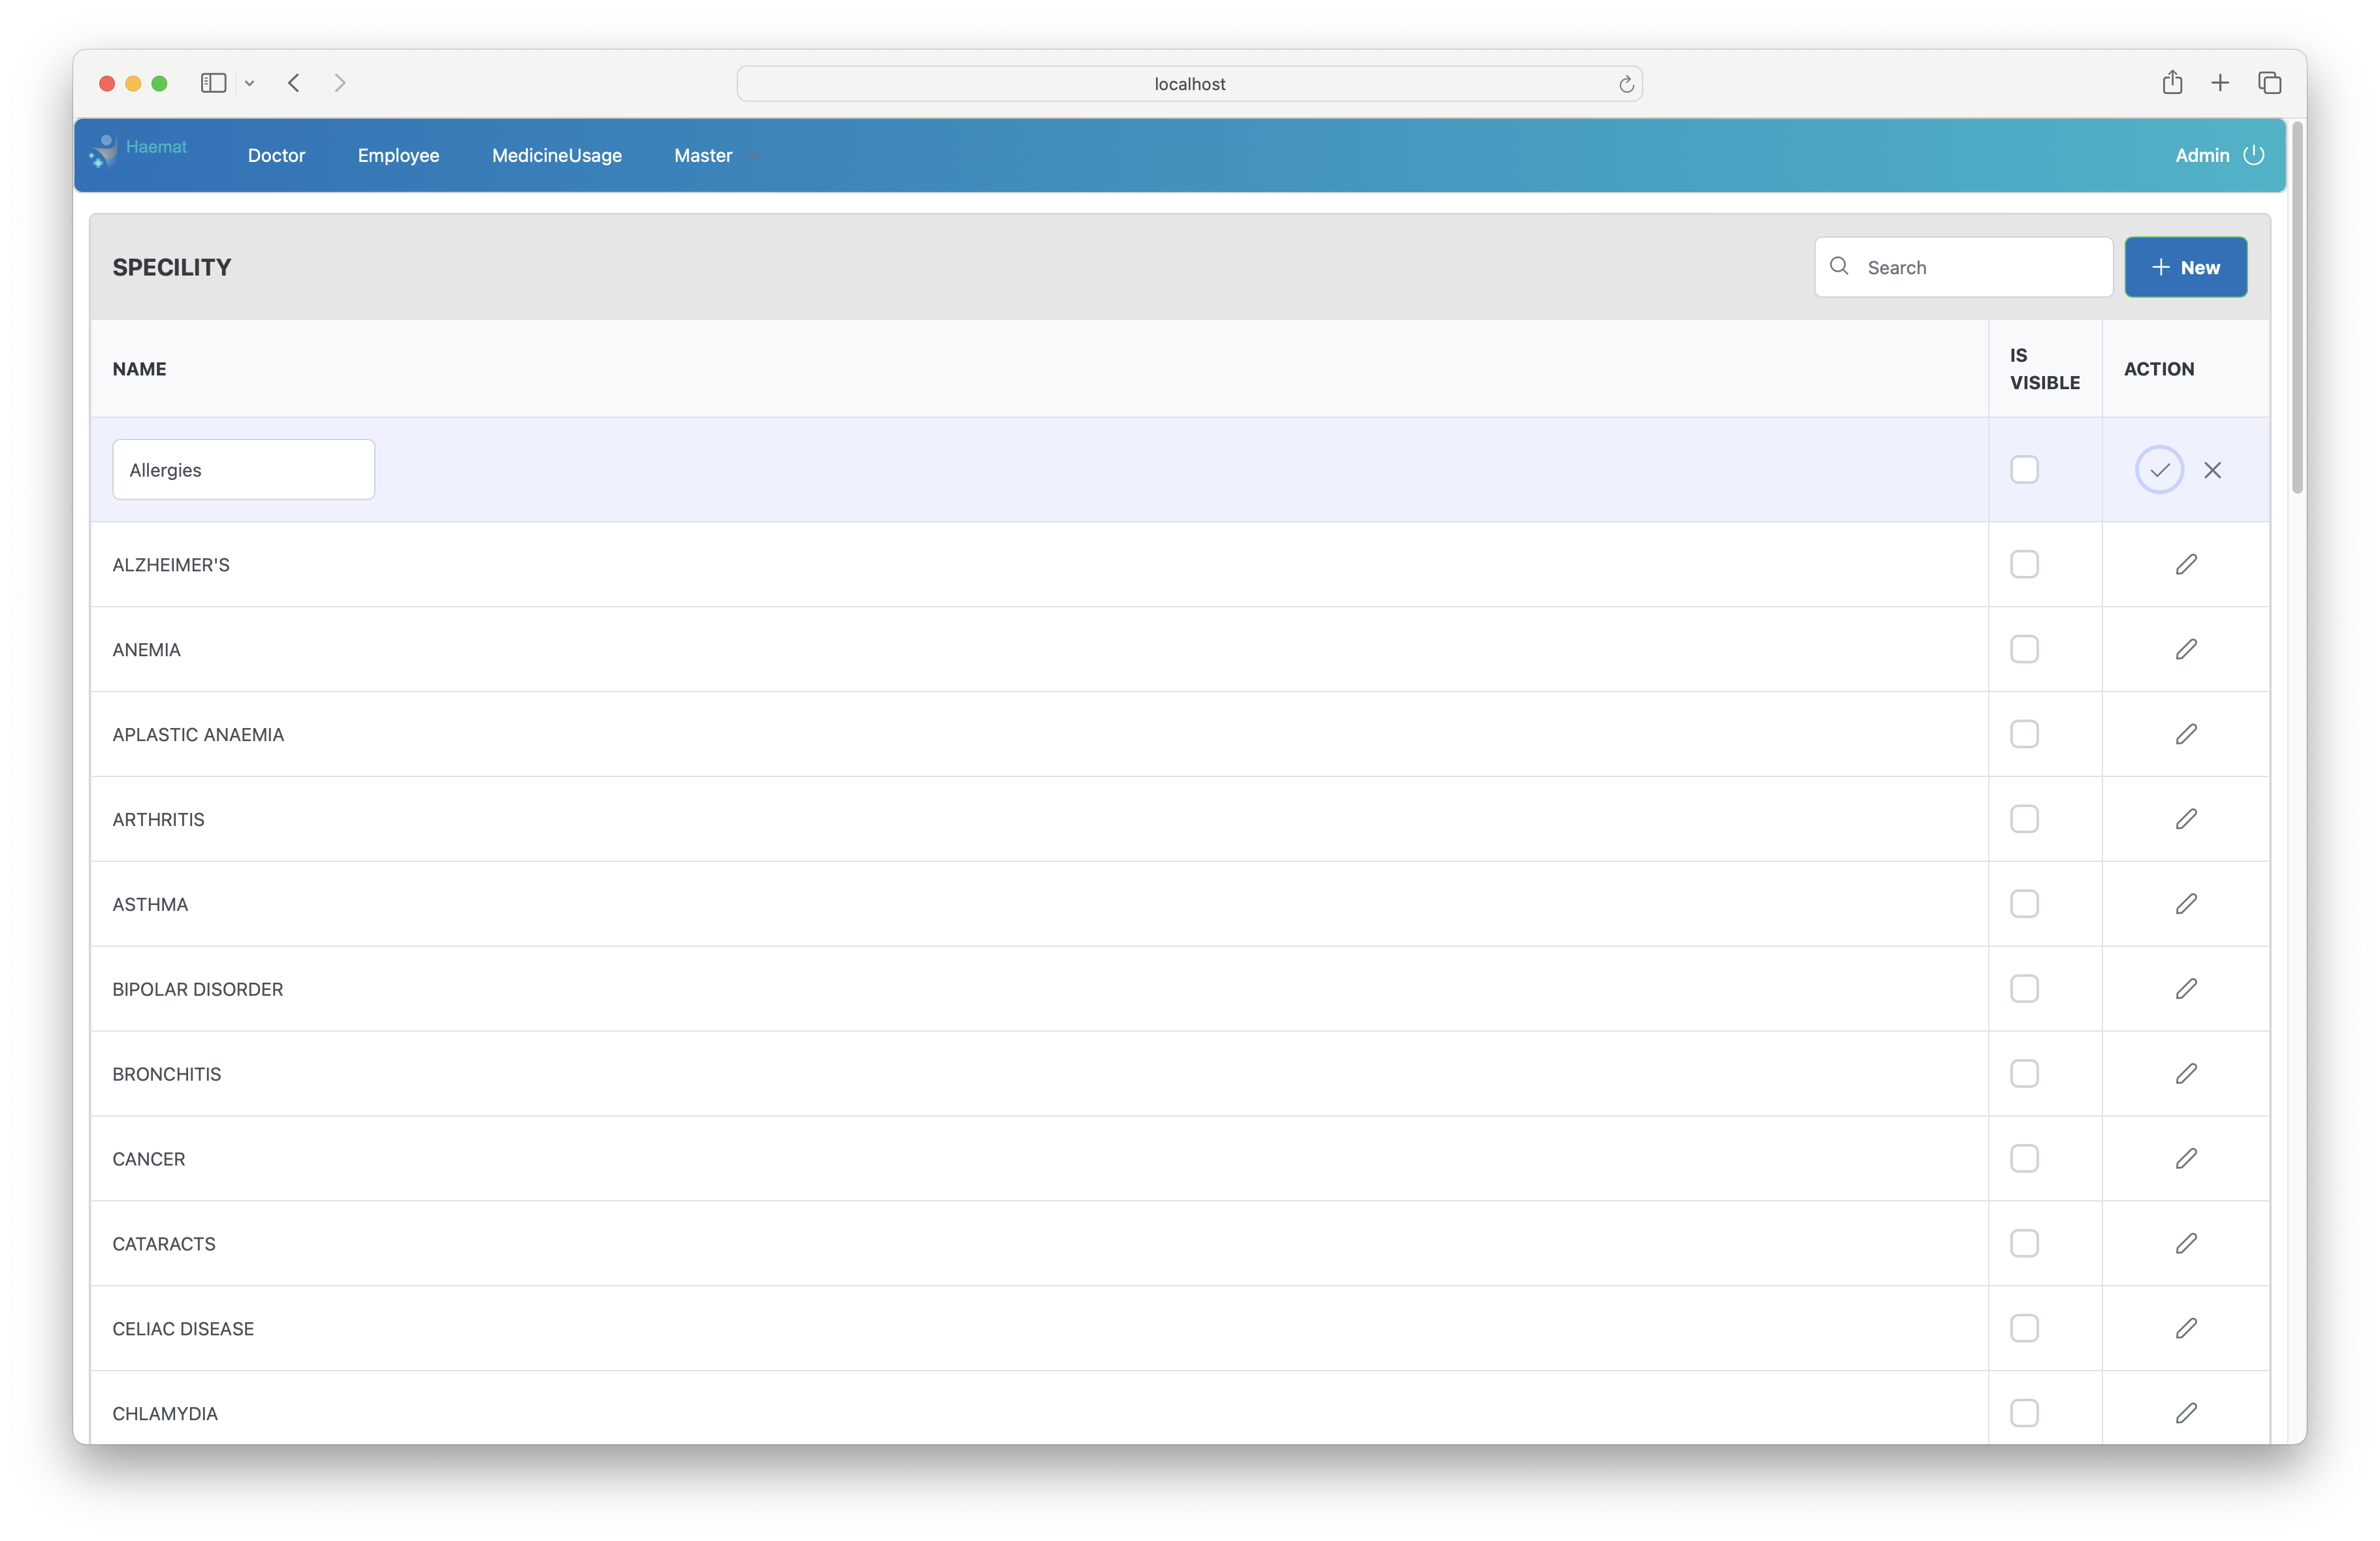 localhost
Haemat
Doctor Employee MedicineUsage Master Admin
SPECILITY Search New
NAME IS VISIBLE ACTION
Allergies
ALZHEIMER'S
ANEMIA
APLASTIC ANAEMIA
ARTHRITIS
ASTHMA
BIPOLAR DISORDER
BRONCHITIS
CANCER
CATARACTS
CELIAC DISEASE
CHLAMYDIA